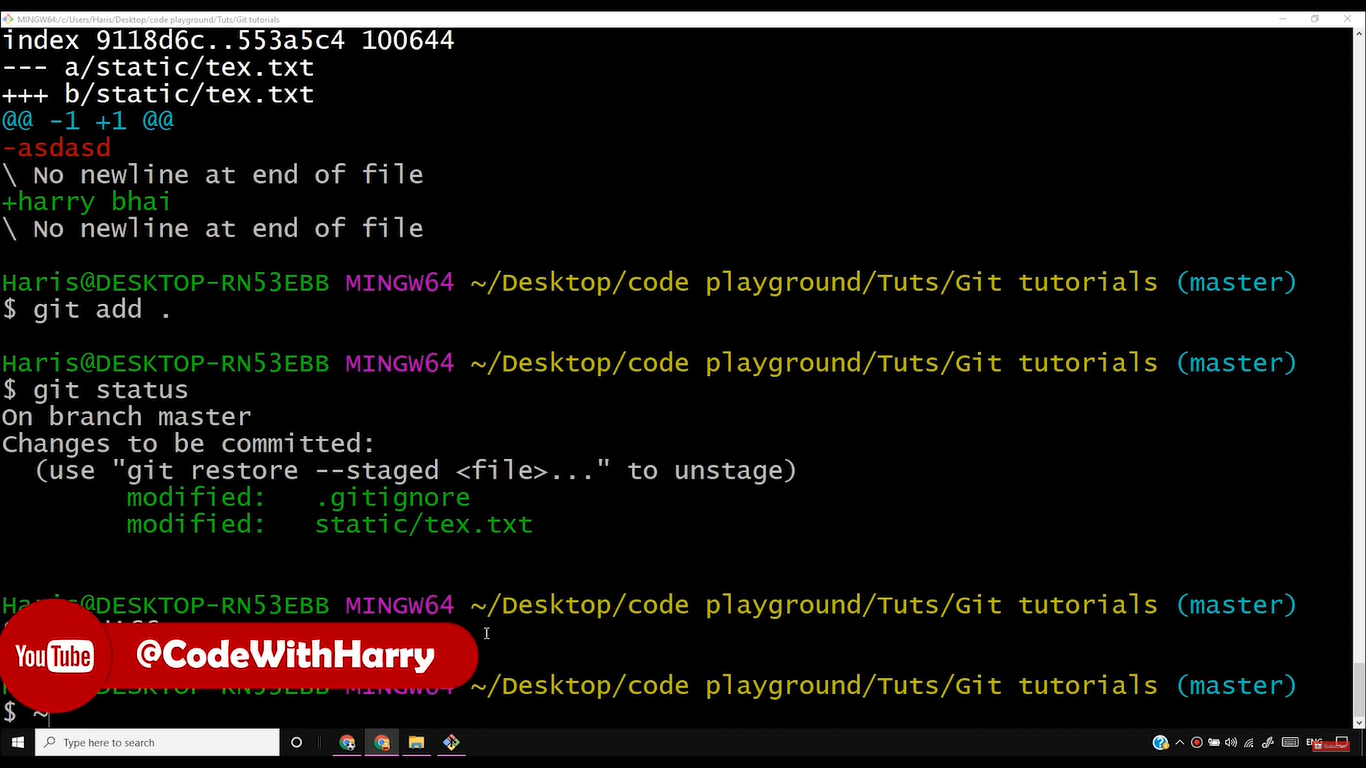 MINGW64:/c/Users/Haris/Desktop/code playground/Tuts/Git tutorials
index 9118d6c..553a5c4 100644
--- a/static/tex.txt
+++ b/static/tex.txt
@@ -1 +1 @@
-asdasd
\ No newline at end of file
+harry bhai
\ No newline at end of file
Haris@DESKTOP-RN53EBB MINGW64 ~/Desktop/code playground/Tuts/Git tutorials (master)
$ git add .
Haris@DESKTOP-RN53EBB MINGW64 ~/Desktop/code playground/Tuts/Git tutorials (master)
$ git status
On branch master
Changes to be committed:
(use "git restore --staged <file>..." to unstage)
modified: .gitignore
modified: static/tex.txt
Haris@DESKTOP-RN53EBB MINGW64 ~/Desktop/code playground/Tuts/Git tutorials (master)
YouTube @CodeWithHarry
MINGW64 ~/Desktop/code playground/Tuts/Git tutorials (master)
$ ~
Type here to search
ENG